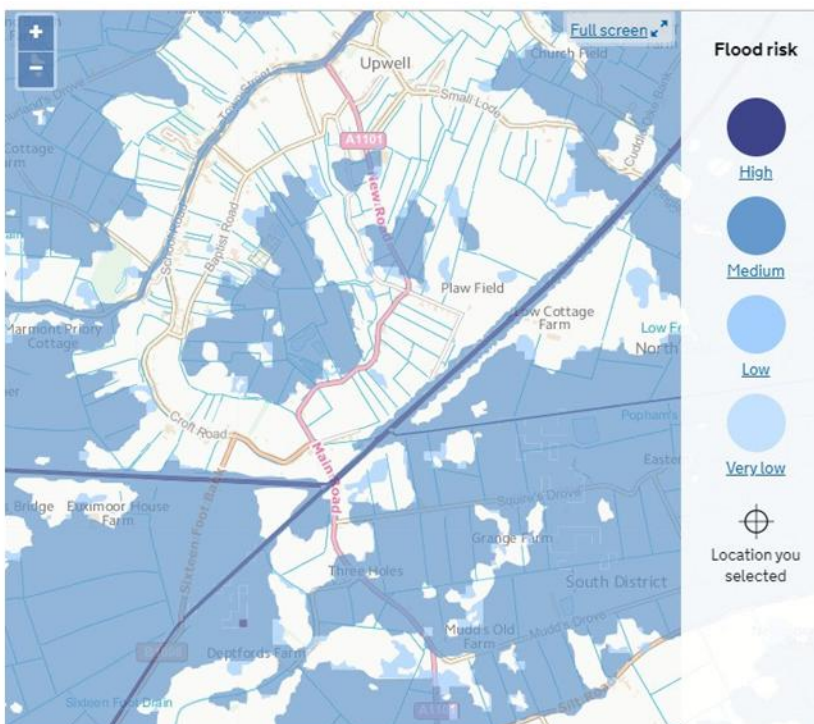 +
−
Full screen
Upwell
Church Field
Small Lode
Town Street
A1101
New Road
Cottage
School Road
Baptist Road
Plaw Field
Low Cottage
Farm
Marmont Priory
Cottage
North
Croft Road
Main Road
Popham's
Sixteen Foot Bank
Squire's Drove
Bridge
Euximoor House
Farm
Grange Farm
Three Holes
South District
Mudd's Old
Farm
Mudd's Drove
Deptfords Farm
Sixteen Foot Drain
A1101
Silt Road
Flood risk
High
Medium
Low
Very low
Location you
selected